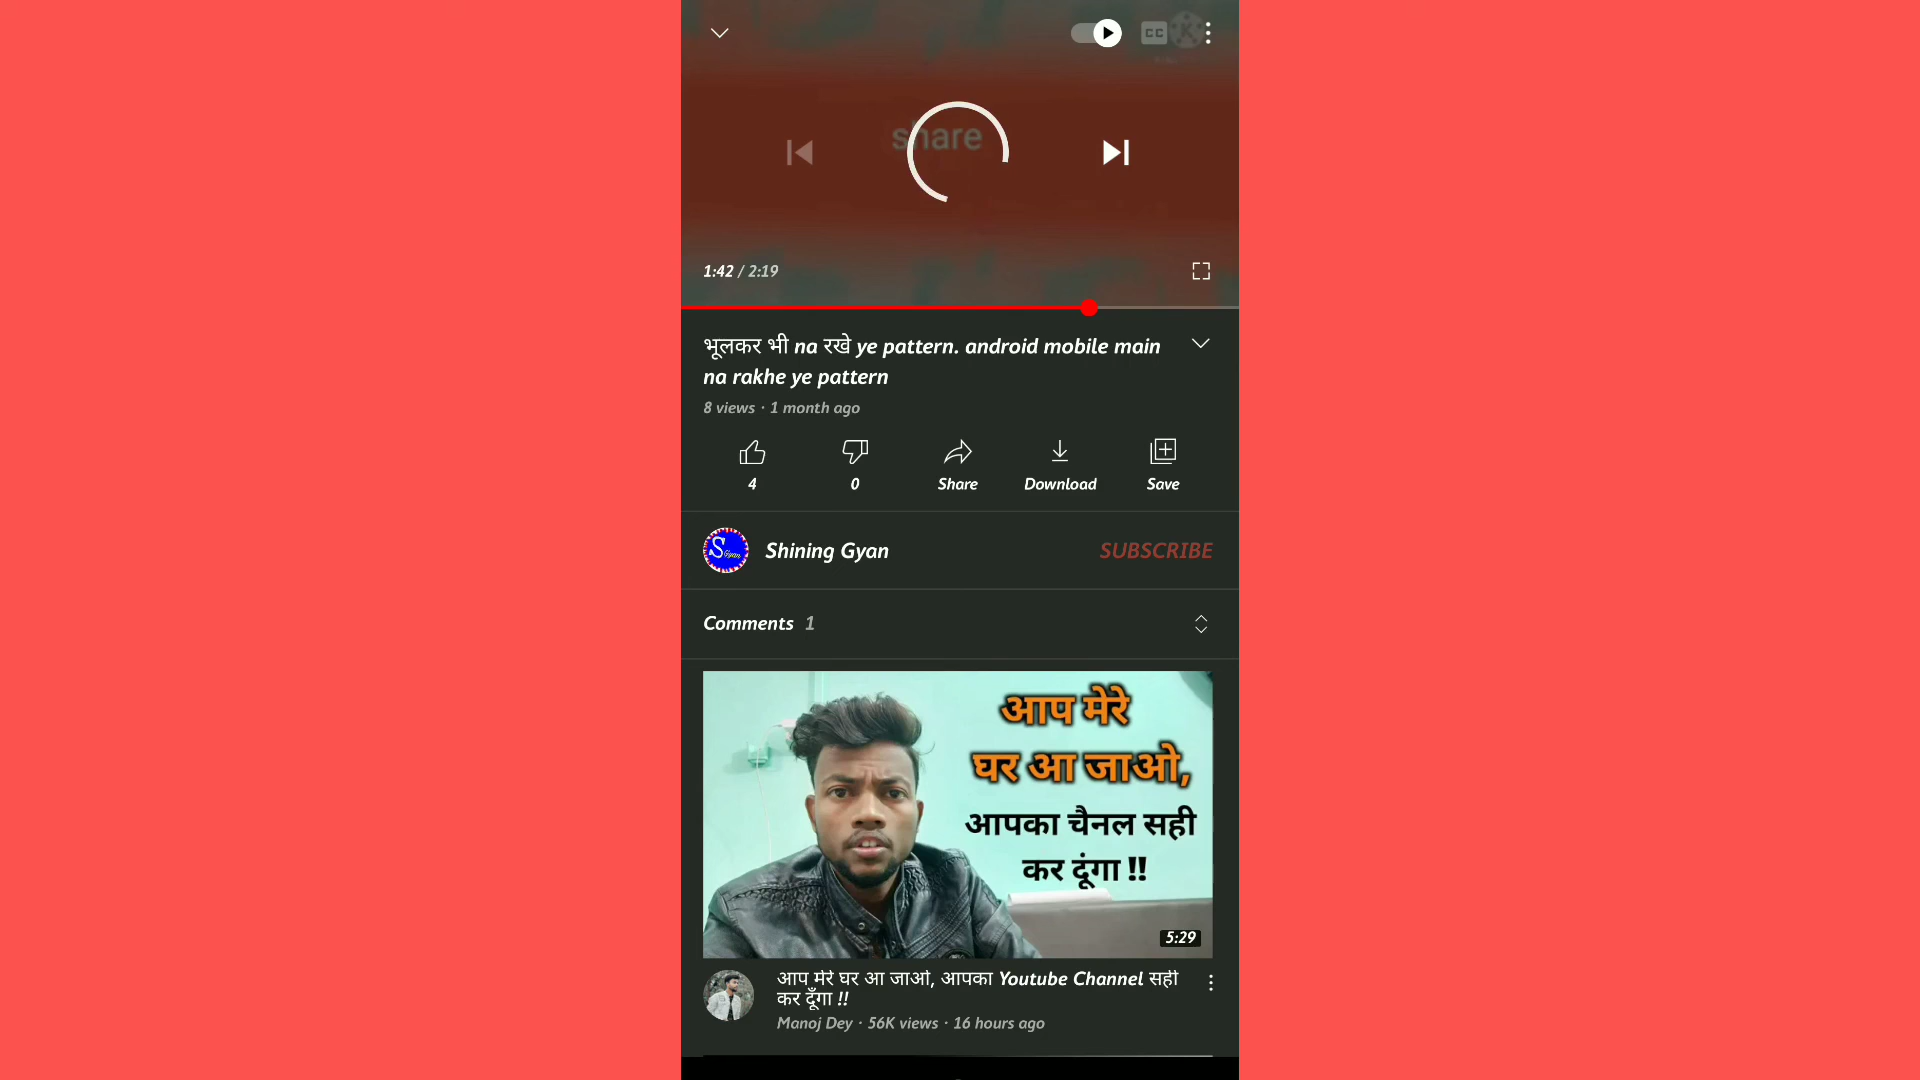 CC
share
1:42 / 2:19
भूलकर भी na रखे ye pattern. android mobile main
na rakhe ye pattern
8 views · 1 month ago
4
0
Share
Download
Save
S Gyan
Shining Gyan
SUBSCRIBE
Comments 1
आप मेरे
घर आ जाओ,
आपका चैनल सही
कर दूंगा !!
5:29
आप मेरे घर आ जाओ, आपका Youtube Channel सही
कर दूँगा !!
Manoj Dey · 56K views · 16 hours ago